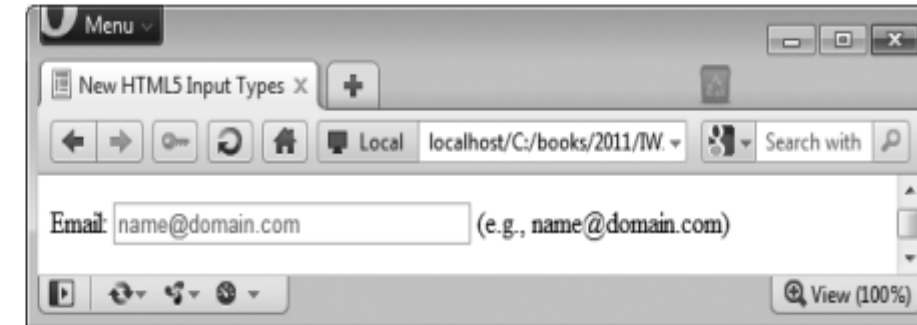 Menu
New HTML5 Input Types
Local localhost/C:/books/2011/IW. Search with
Email: name@domain.com (e.g., name@domain.com)
View (100%)